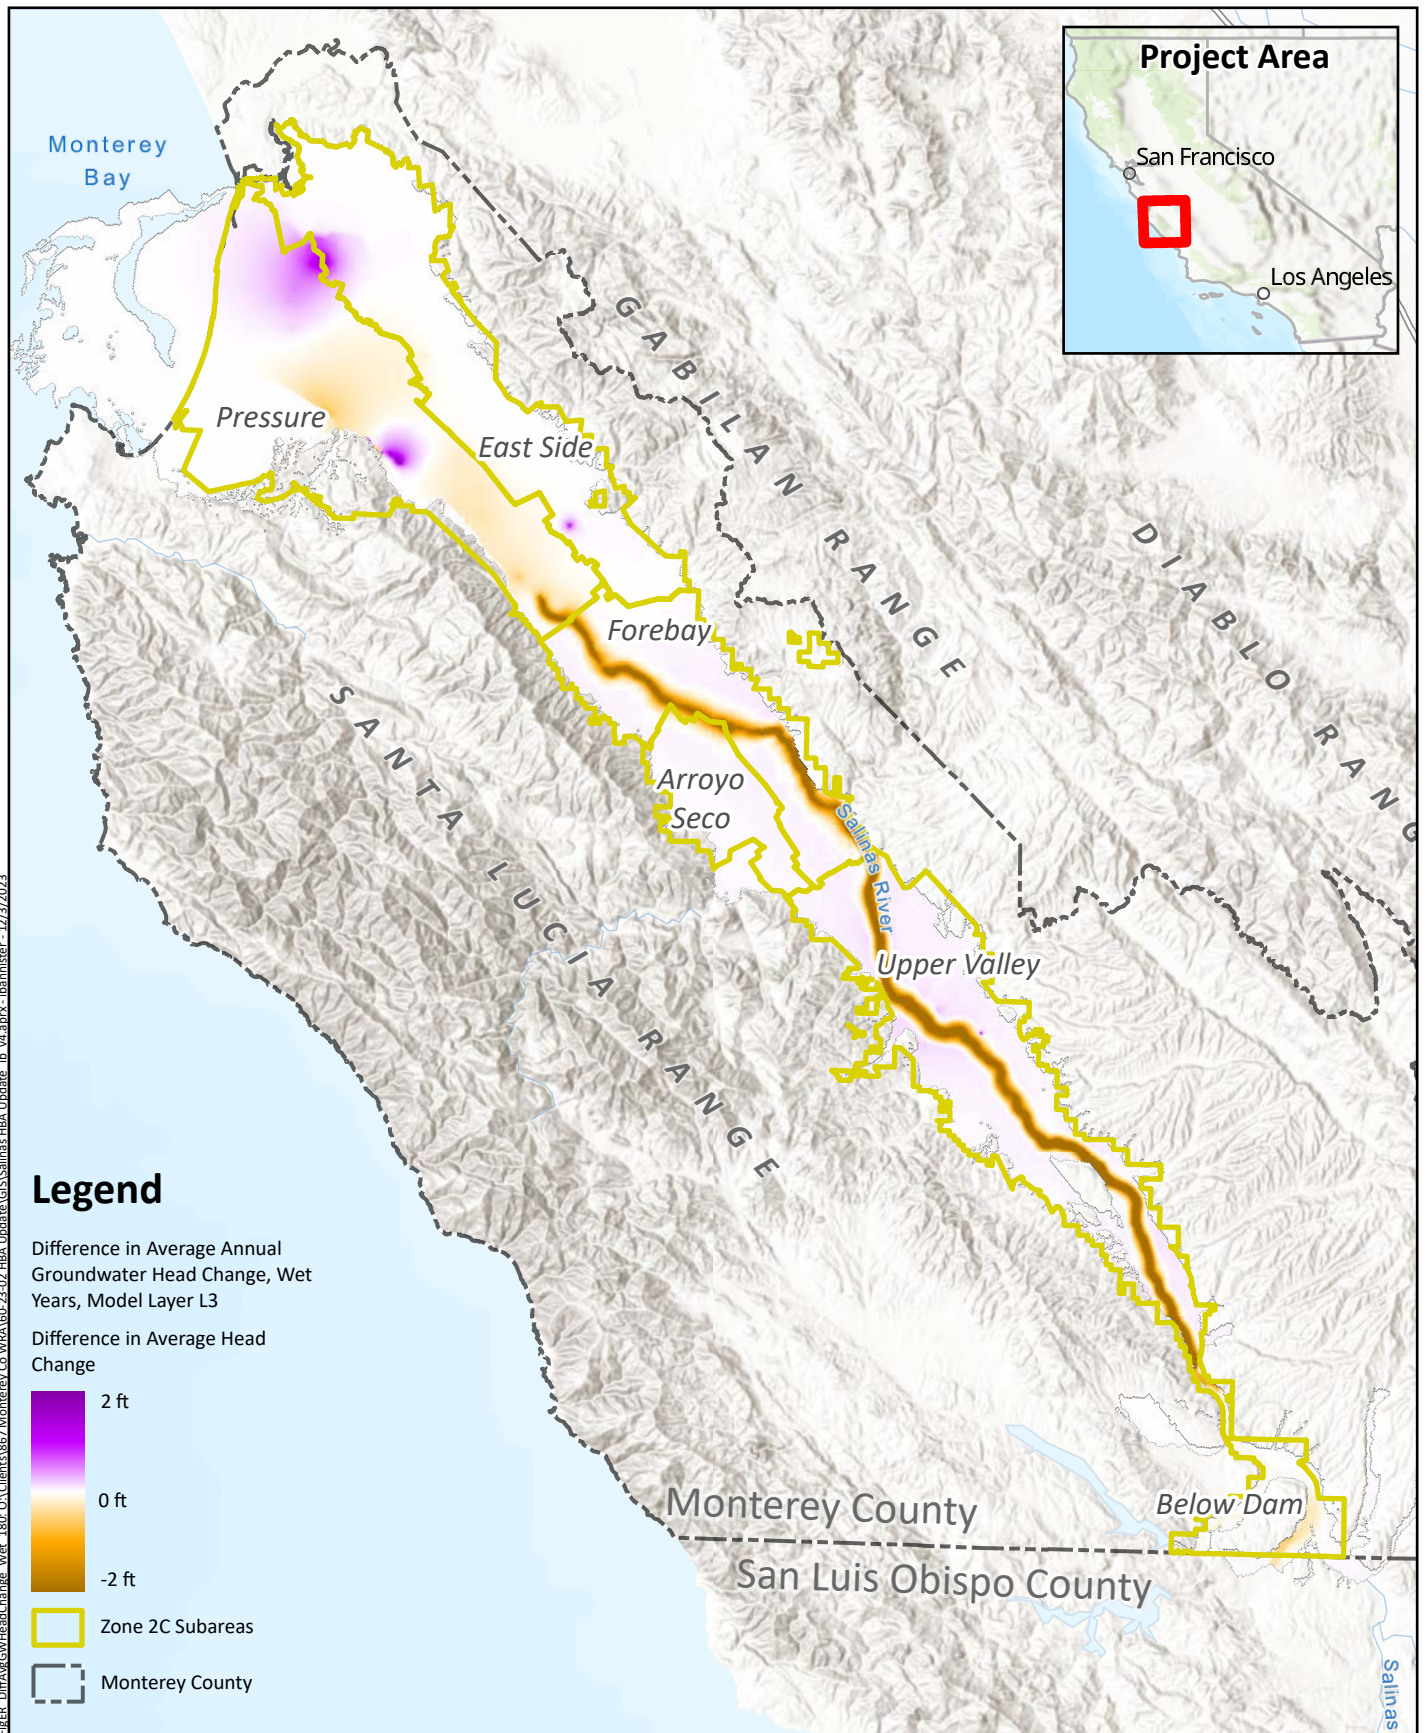 Project Area
San Francisco
Los Angeles
Monterey
Bay
GABILAN RANGE
DIABLO RANG
Pressure
East Side
Forebay
Arroyo
Seco
Salinas River
Upper Valley
SANTA LUCIA RANGE
Below Dam
Monterey County
San Luis Obispo County
Salinas
Legend
Difference in Average Annual
Groundwater Head Change, Wet
Years, Model Layer L3
Difference in Average Head
Change
2 ft
0 ft
-2 ft
Zone 2C Subareas
Monterey County